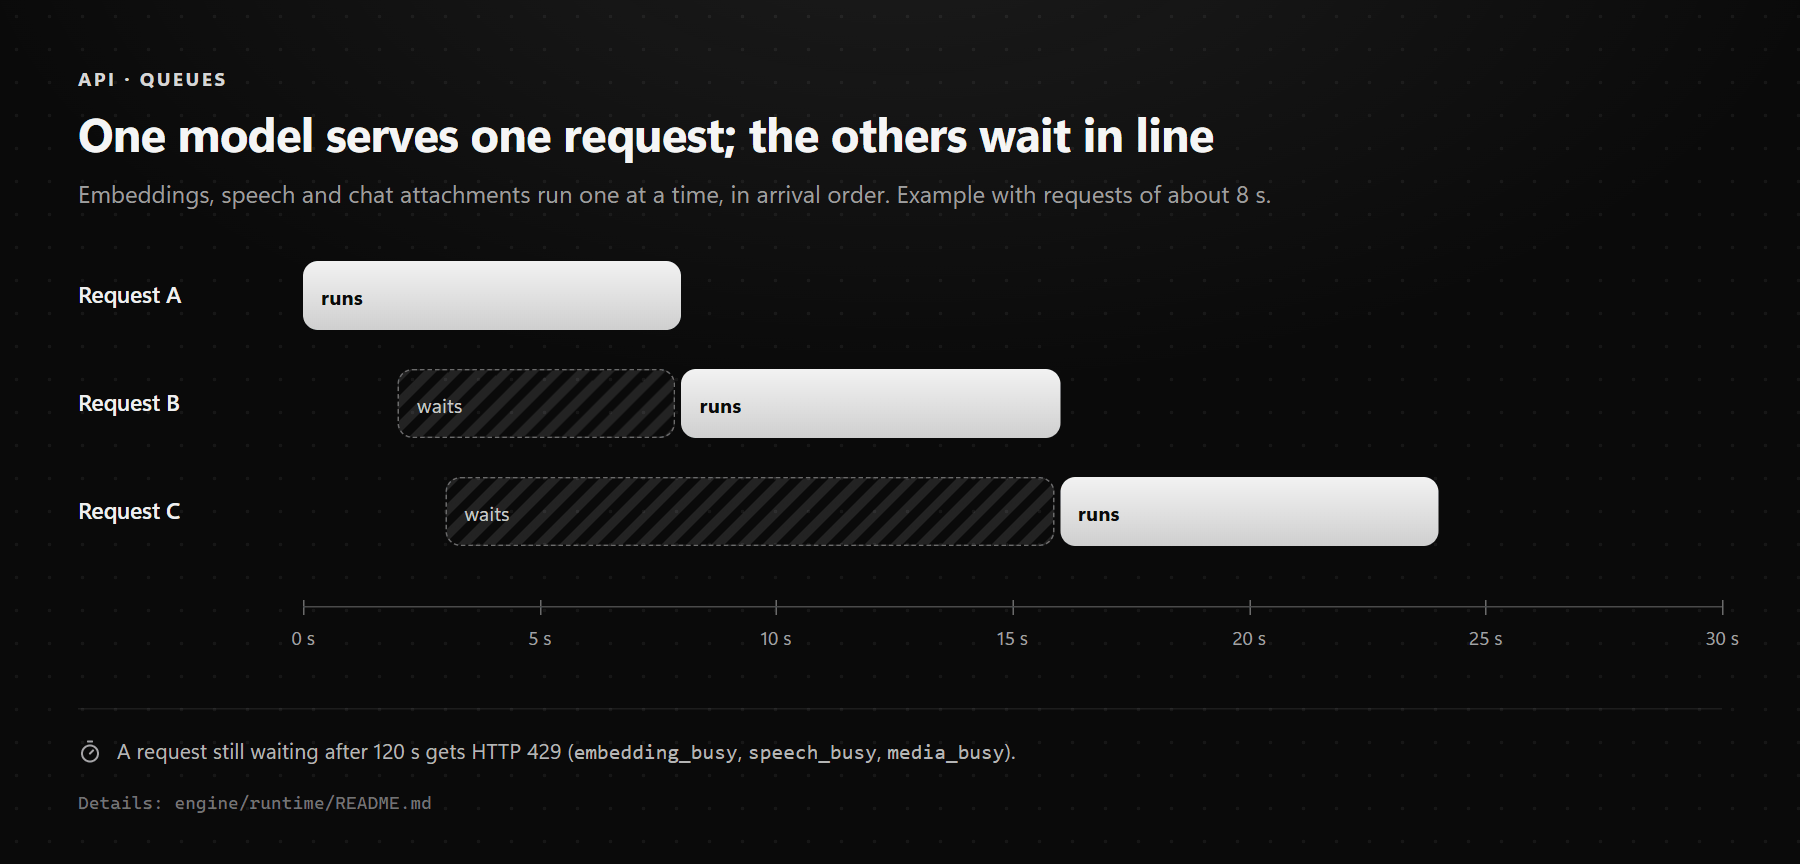 API · QUEUES
One model serves one request; the others wait in line
Embeddings, speech and chat attachments run one at a time, in arrival order. Example with requests of about 8 s.
Request A
runs
Request B
waits
runs
Request C
waits
runs
0 s
5 s
10 s
15 s
20 s
25 s
30 s
A request still waiting after 120 s gets HTTP 429 (embedding_busy, speech_busy, media_busy).
Details: engine/runtime/README.md